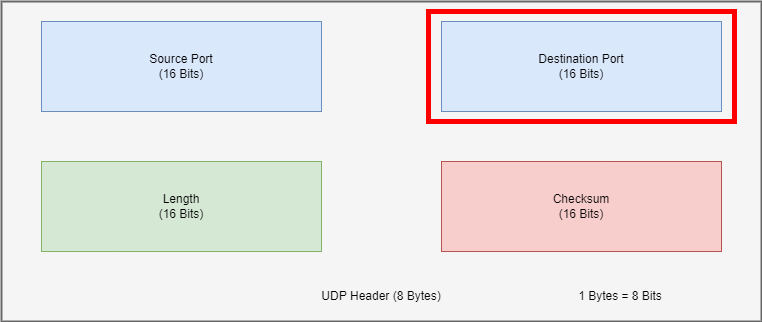 Source Port
(16 Bits)
Destination Port
(16 Bits)
Length
(16 Bits)
Checksum
(16 Bits)
UDP Header (8 Bytes)
1 Bytes = 8 Bits